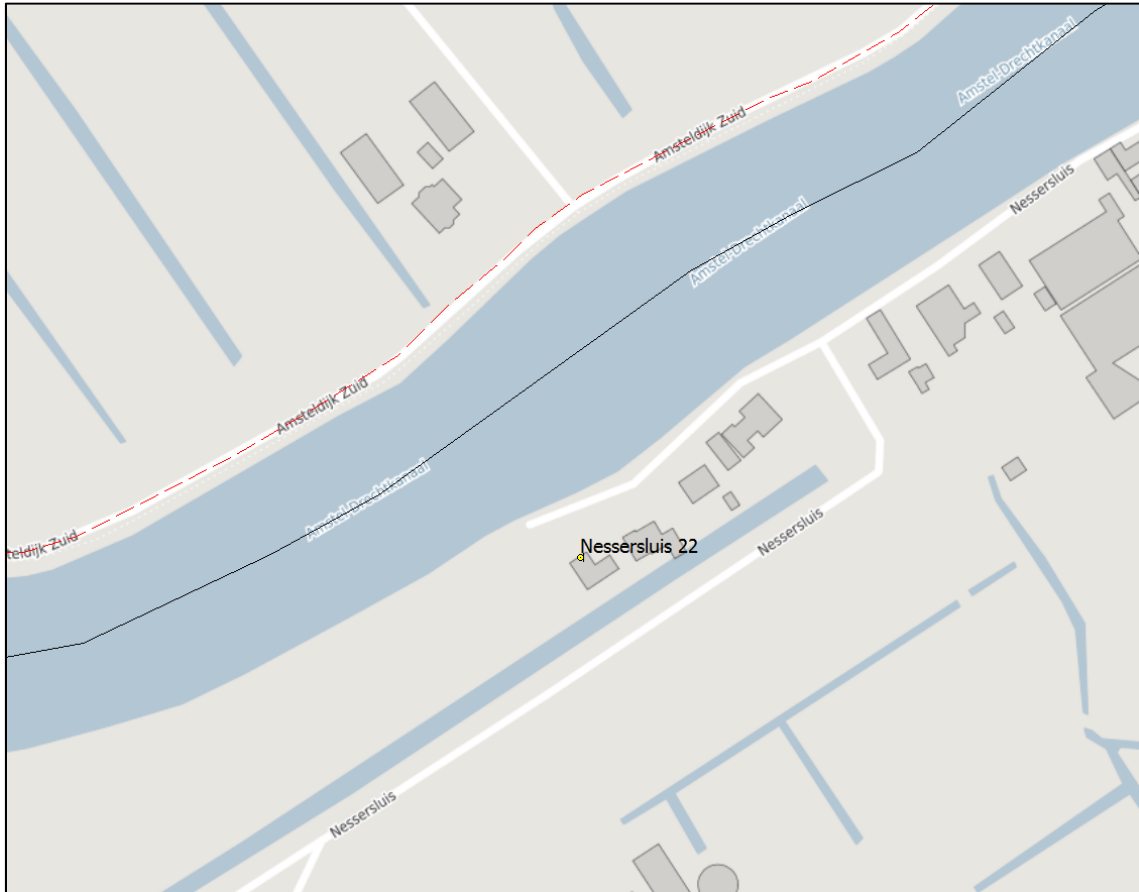 Amstel-Drechtkanaal
Amsteldijk Zuid
Nessersluis
Amstel-Drechtkanaal
Amsteldijk Zuid
Amstel-Drechtkanaal
Nessersluis
teldijk Zuid
Nessersluis 22
Nessersluis